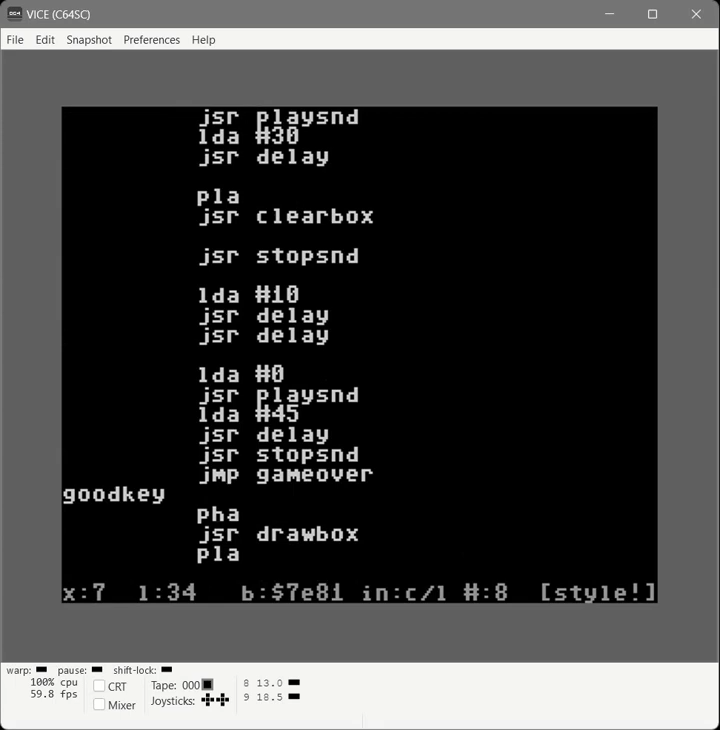 VICE (C64SC)
File Edit Snapshot Preferences Help
jsr playsnd
lda #30
jsr delay
pla
jsr clearbox
jsr stopsnd
lda #10
jsr delay
jsr delay
lda #0
jsr playsnd
lda #45
jsr delay
jsr stopsnd
jmp gameover
goodkey
pha
jsr drawbox
pla
x:7 l:34 b:$7e8i in:c/l #:8 [style!]
warp: pause: shift-lock:
100% cpu
59.8 fps
CRT
Mixer
Tape: 000
Joysticks:
8 13.0
9 18.5